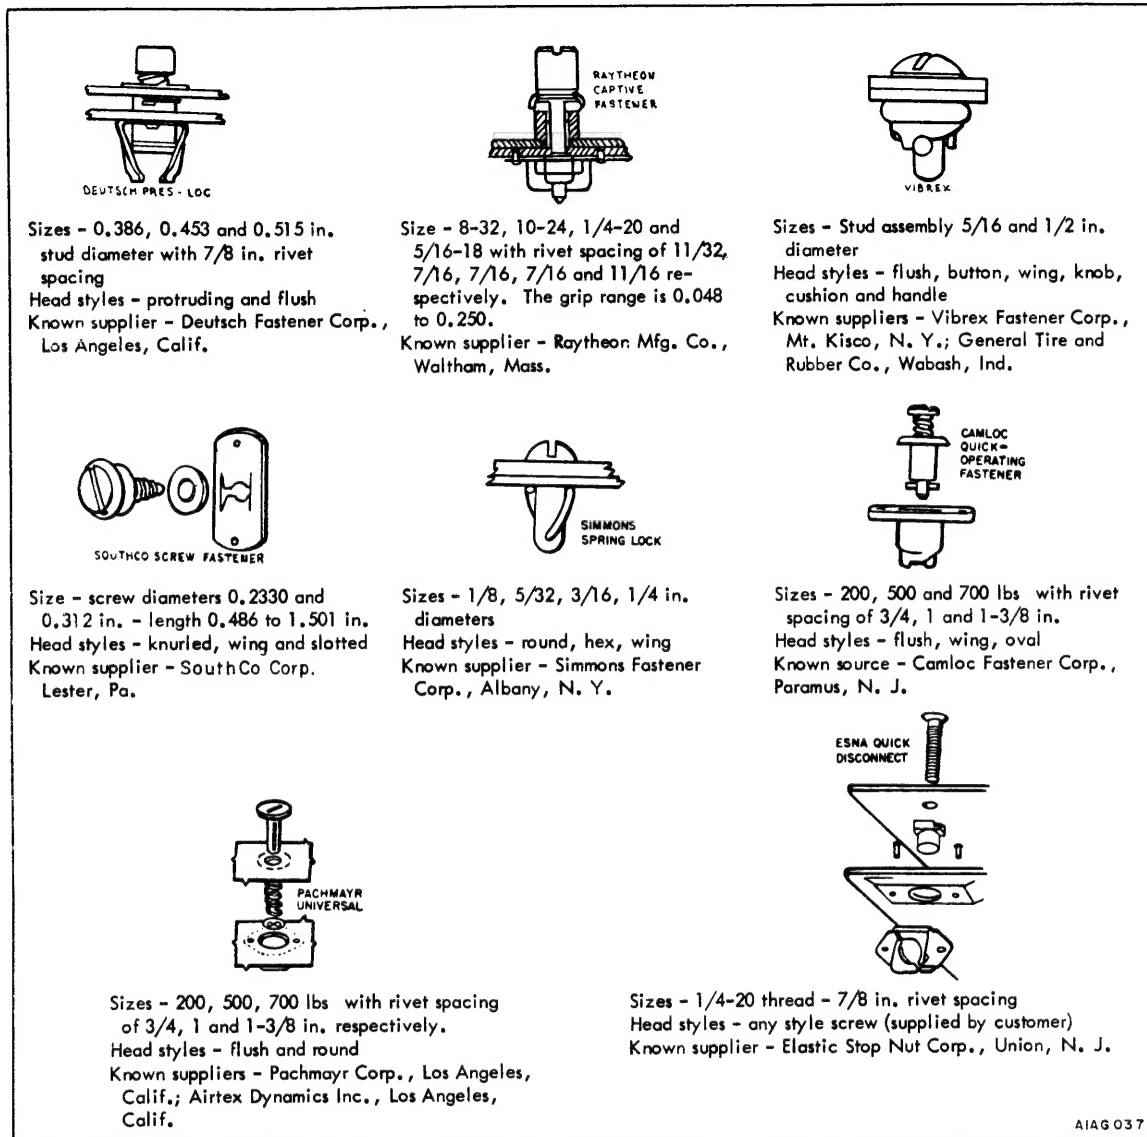 DEUTSCH PRES - LOC
Sizes - 0.386, 0.453 and 0.515 in.
stud diameter with 7/8 in. rivet
spacing
Head styles - protruding and flush
Known supplier - Deutsch Fastener Corp.,
Los Angeles, Calif.
RAYTHEON
CAPTIVE
FASTENER
Size - 8-32, 10-24, 1/4-20 and
5/16-18 with rivet spacing of 11/32,
7/16, 7/16, 7/16 and 11/16 re-
spectively. The grip range is 0.048
to 0.250.
Known supplier - Raytheon Mfg. Co.,
Waltham, Mass.
VIBREX
Sizes - Stud assembly 5/16 and 1/2 in.
diameter
Head styles - flush, button, wing, knob,
cushion and handle
Known suppliers - Vibrex Fastener Corp.,
Mt. Kisco, N. Y.; General Tire and
Rubber Co., Wabash, Ind.
SOUTHCO SCREW FASTENER
Size - screw diameters 0.2330 and
0.312 in. - length 0.486 to 1.501 in.
Head styles - knurled, wing and slotted
Known supplier - SouthCo Corp.
Lester, Pa.
SIMMONS
SPRING LOCK
Sizes - 1/8, 5/32, 3/16, 1/4 in.
diameters
Head styles - round, hex, wing
Known supplier - Simmons Fastener
Corp., Albany, N. Y.
CAMLOC
QUICK-
OPERATING
FASTENER
Sizes - 200, 500 and 700 lbs with rivet
spacing of 3/4, 1 and 1-3/8 in.
Head styles - flush, wing, oval
Known source - Camloc Fastener Corp.,
Paramus, N. J.
PACHMAYR
UNIVERSAL
Sizes - 200, 500, 700 lbs with rivet spacing
of 3/4, 1 and 1-3/8 in. respectively.
Head styles - flush and round
Known suppliers - Pachmayr Corp., Los Angeles,
Calif.; Airtex Dynamics Inc., Los Angeles,
Calif.
ESNA QUICK
DISCONNECT
Sizes - 1/4-20 thread - 7/8 in. rivet spacing
Head styles - any style screw (supplied by customer)
Known supplier - Elastic Stop Nut Corp., Union, N. J.
AIAG037